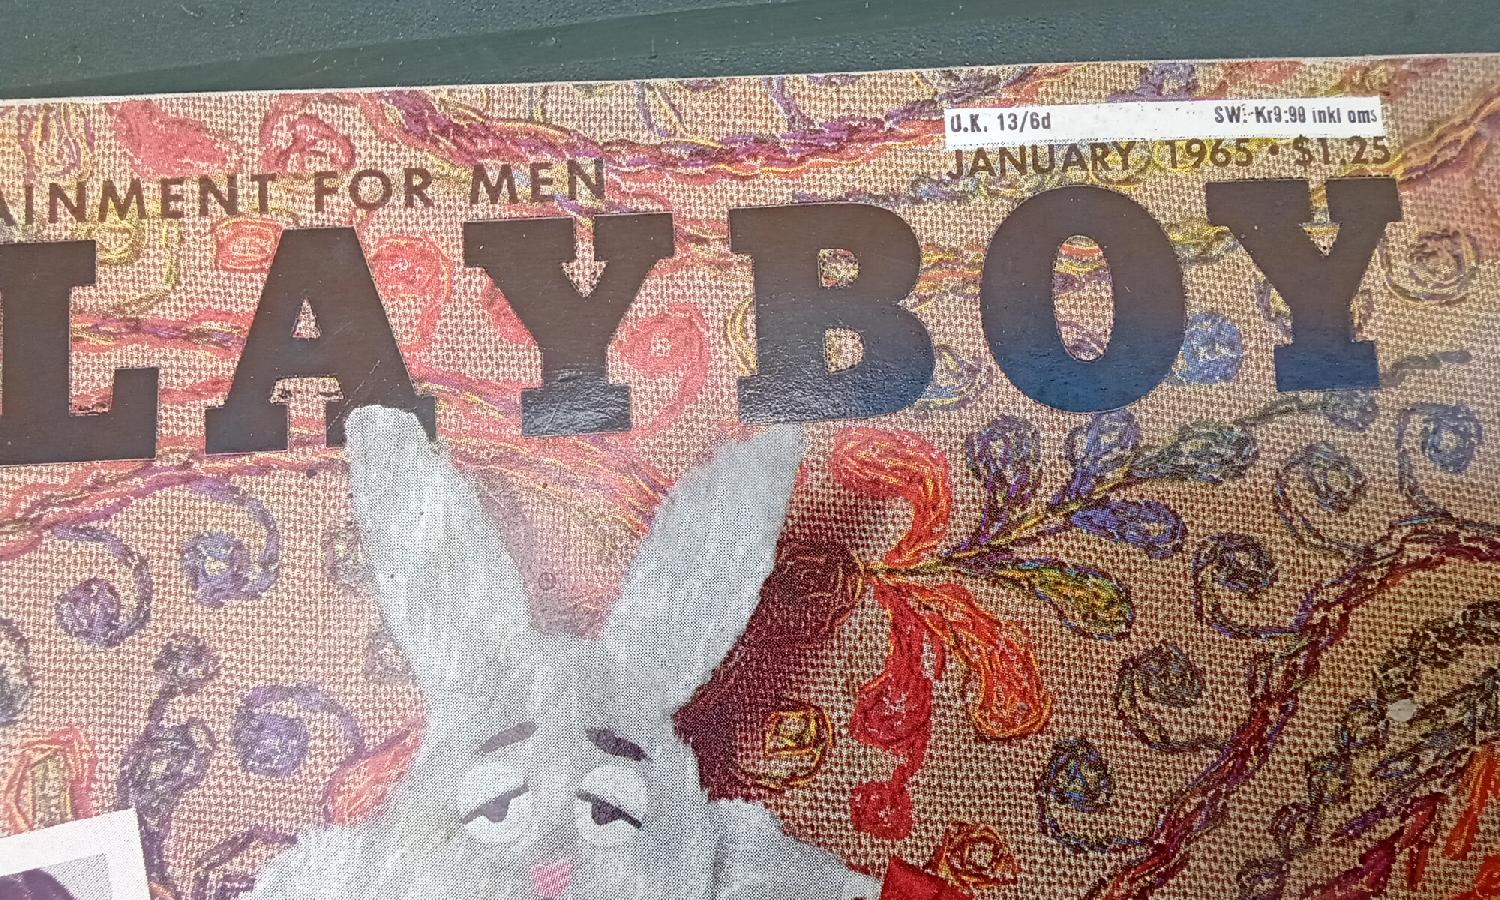 U.K. 13/6d SW:-Kr9:90 inkl oms
JANUARY 1965 • $1.25
AINMENT FOR MEN
LAYBOY